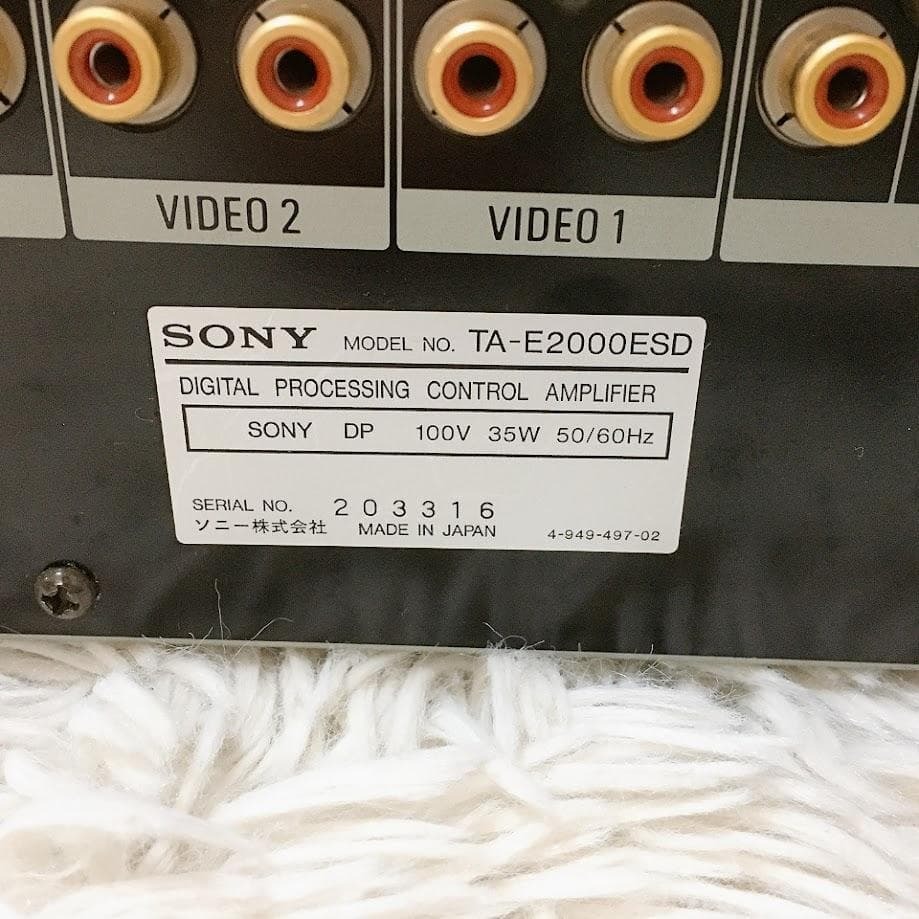 VIDEO 2
VIDEO 1
SONY MODEL NO. TA-E2000ESD
DIGITAL PROCESSING CONTROL AMPLIFIER
SONY DP 100V 35W 50/60Hz
SERIAL NO. 203316
ソニー株式会社 MADE IN JAPAN 4-949-497-02